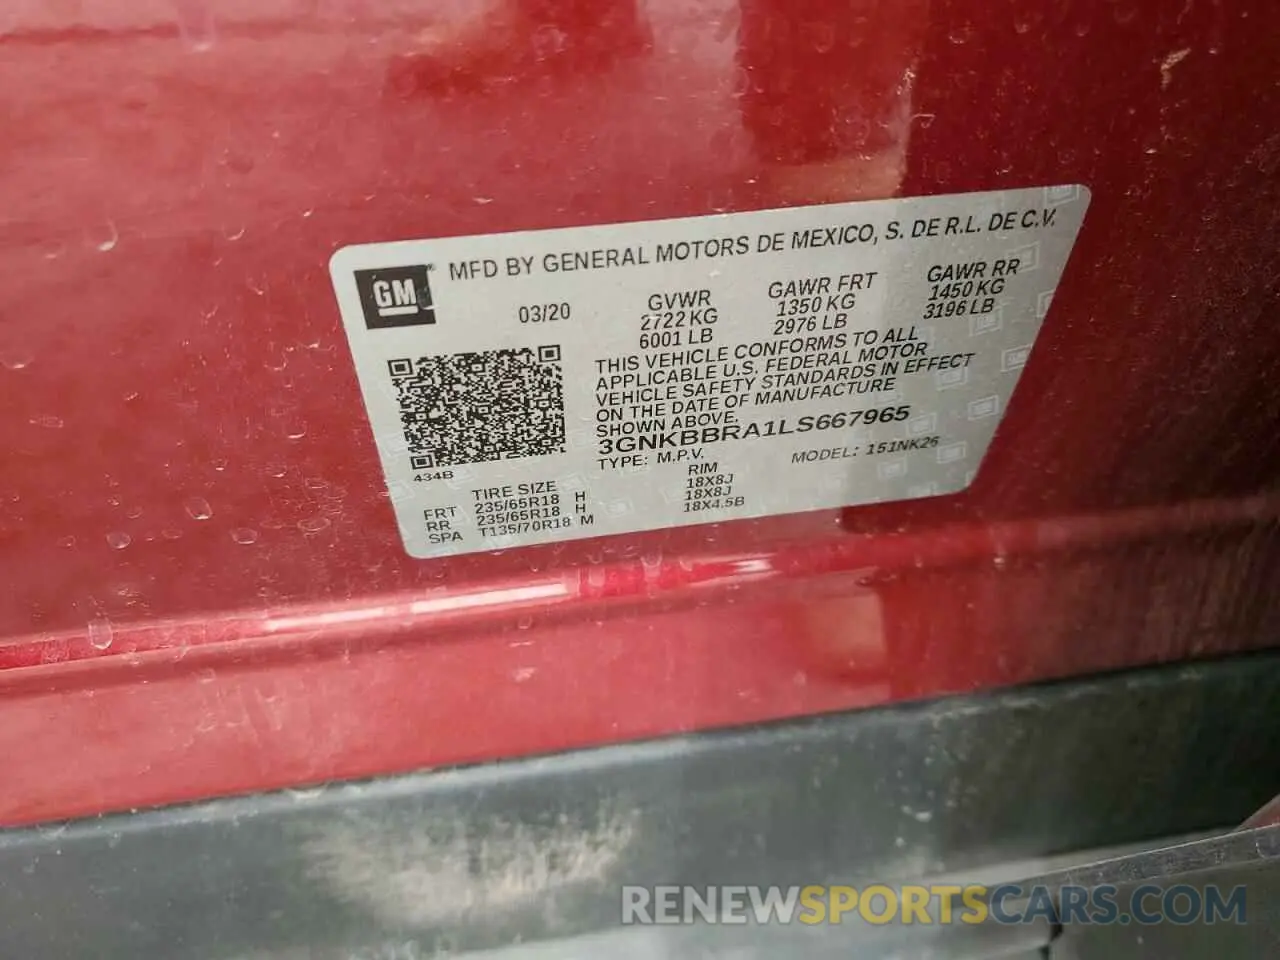 MFD BY GENERAL MOTORS DE MEXICO, S. DE R.L. DE C.V.
GM
03/20
GVWR
2722 KG
6001 LB
GAWR FRT
1350 KG
2976 LB
GAWR RR
1450 KG
3196 LB
THIS VEHICLE CONFORMS TO ALL
APPLICABLE U.S. FEDERAL MOTOR
VEHICLE SAFETY STANDARDS IN EFFECT
ON THE DATE OF MANUFACTURE
SHOWN ABOVE.
3GNKBBRA1LS667965
TYPE: M.P.V.
MODEL: 151NK26
434B
TIRE SIZE
RIM
FRT 235/65R18 H 18X8J
RR 235/65R18 H 18X8J
SPA T135/70R18 M 18X4.5B
RENEWSPORTSCARS.COM